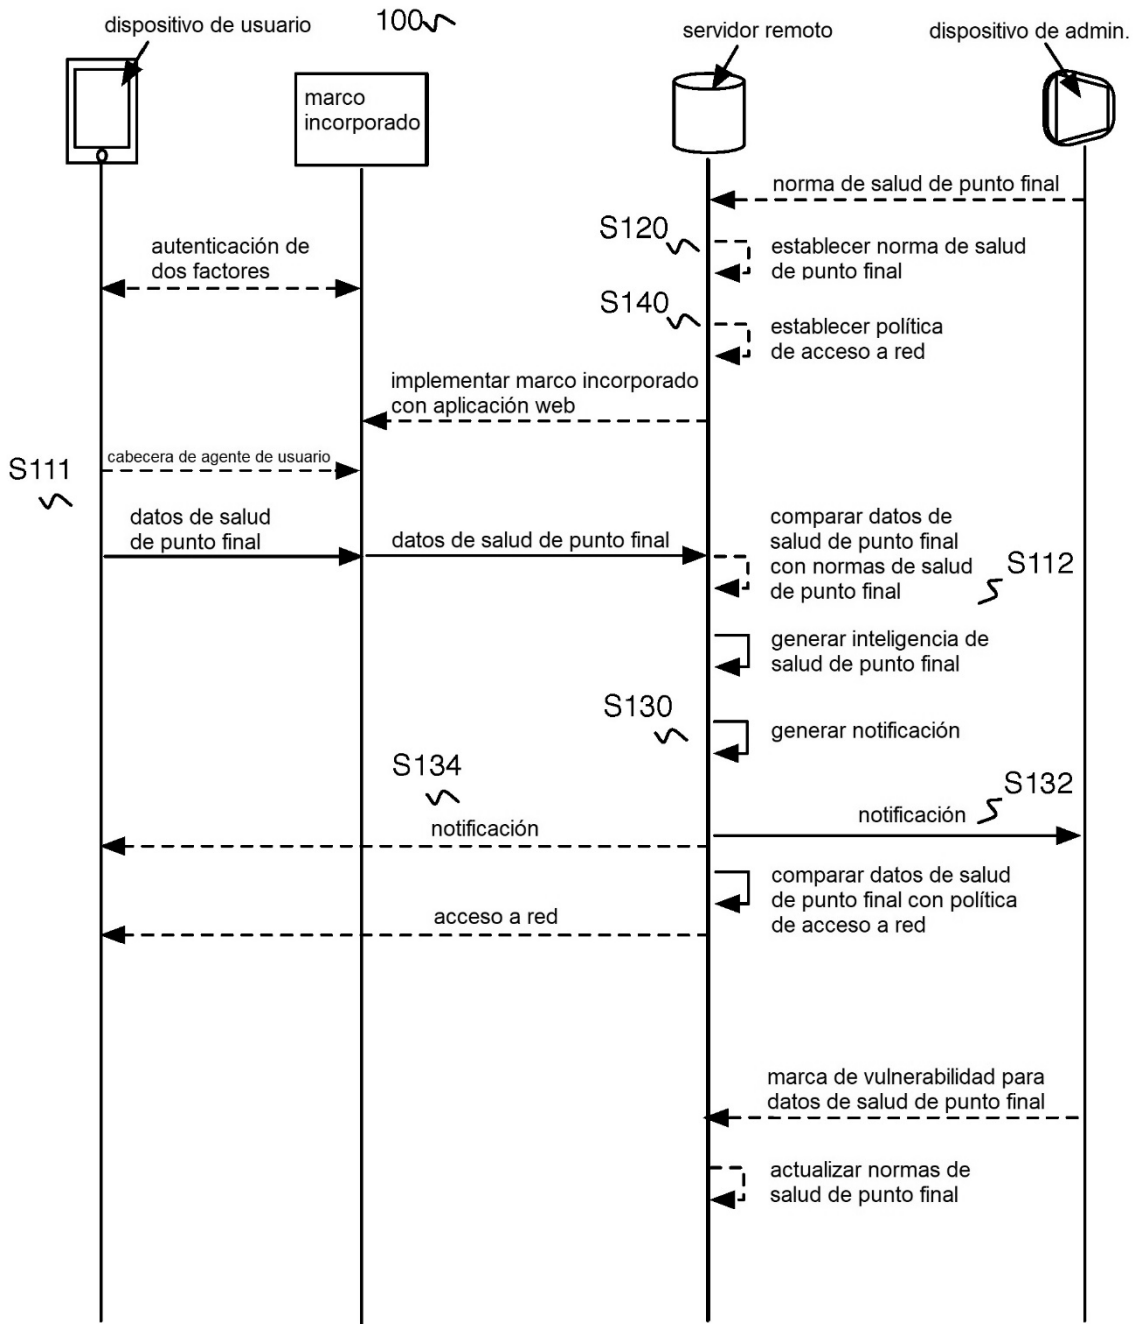 dispositivo de usuario
100
servidor remoto
dispositivo de admin.
marco
incorporado
norma de salud de punto final
S120
establecer norma de salud
de punto final
autenticación de
dos factores
S140
establecer política
de acceso a red
implementar marco incorporado
con aplicación web
S111
cabecera de agente de usuario
datos de salud
de punto final
datos de salud de punto final
comparar datos de
salud de punto final
con normas de salud
de punto final
S112
generar inteligencia de
salud de punto final
S130
generar notificación
S134
notificación
S132
notificación
comparar datos de salud
de punto final con política
de acceso a red
acceso a red
marca de vulnerabilidad para
datos de salud de punto final
actualizar normas de
salud de punto final